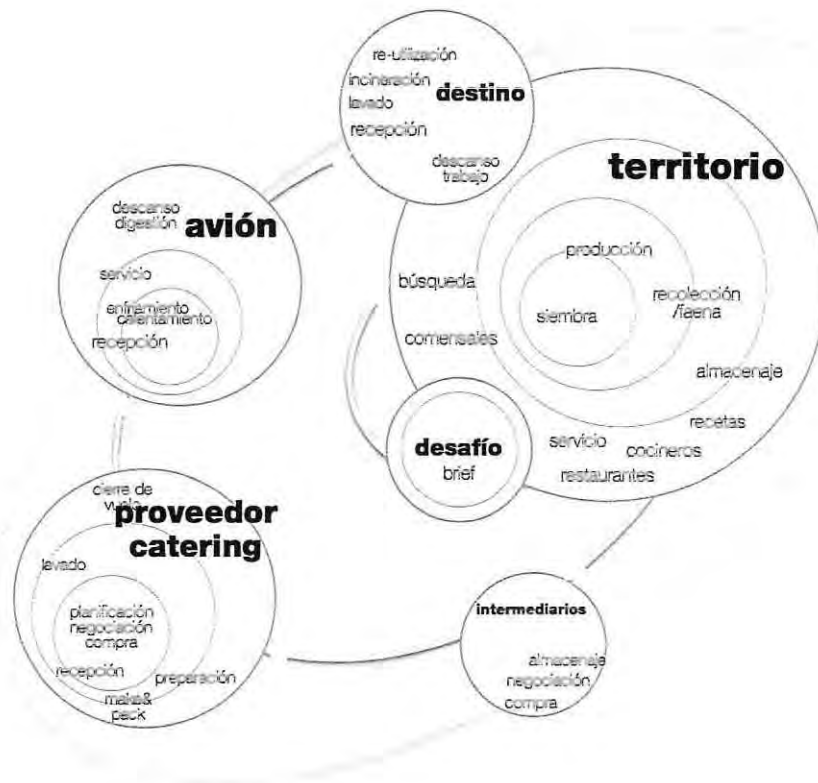 re-utilización
incineración
destino
lavado
recepción
descanso
trabajo
territorio
producción
búsqueda
siembra
recolección
/faena
comensales
almacenaje
recetas
servicio
cocineros
restaurantes
desafío
brief
descanso
digestión
avión
servicio
enfriamiento
calentamiento
recepción
cierre de
vuelo
proveedor
catering
lavado
planificación
negociación
compra
recepción
preparación
make&
pack
intermediarios
almacenaje
negociación
compra